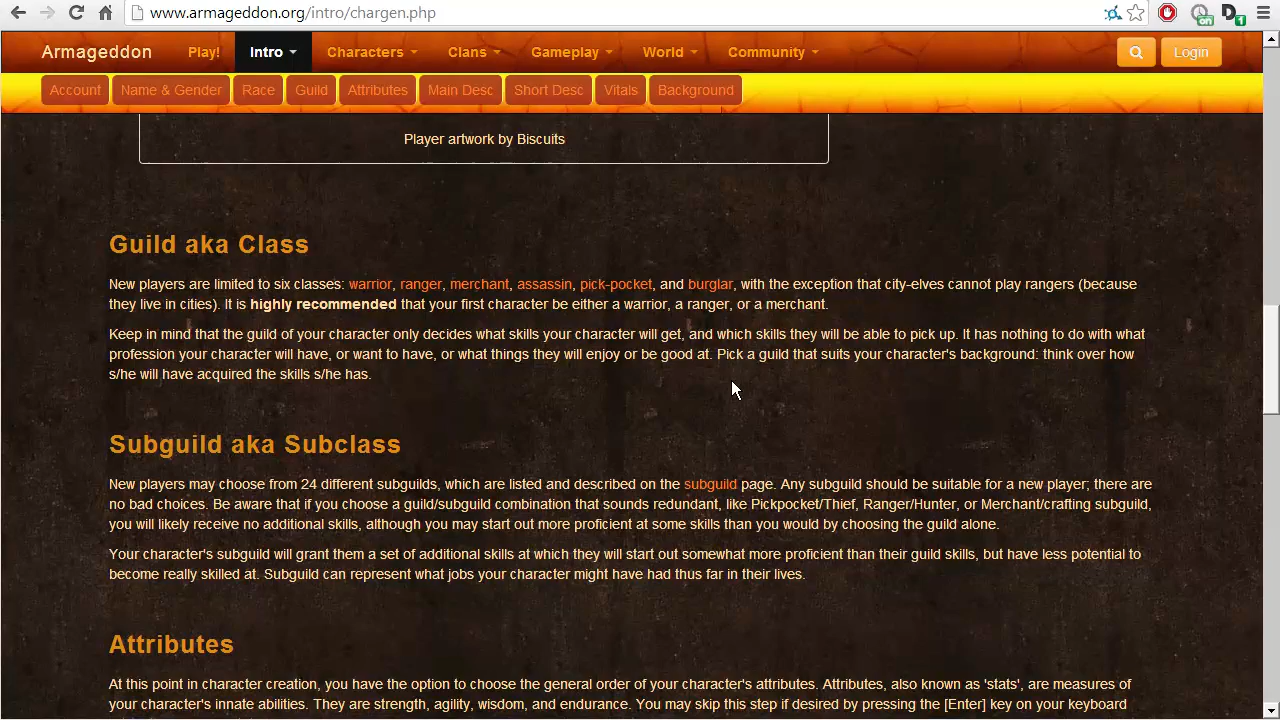 www.armageddon.org/intro/chargen.php
on
D 1
Armageddon Play! Intro Characters Clans Gameplay World Community Login
Account Name & Gender Race Guild Attributes Main Desc Short Desc Vitals Background
Player artwork by Biscuits
Guild aka Class
New players are limited to six classes: warrior, ranger, merchant, assassin, pick-pocket, and burglar, with the exception that city-elves cannot play rangers (because
they live in cities). It is highly recommended that your first character be either a warrior, a ranger, or a merchant.
Keep in mind that the guild of your character only decides what skills your character will get, and which skills they will be able to pick up. It has nothing to do with what
profession your character will have, or want to have, or what things they will enjoy or be good at. Pick a guild that suits your character's background: think over how
s/he will have acquired the skills s/he has.
Subguild aka Subclass
New players may choose from 24 different subguilds, which are listed and described on the subguild page. Any subguild should be suitable for a new player; there are
no bad choices. Be aware that if you choose a guild/subguild combination that sounds redundant, like Pickpocket/Thief, Ranger/Hunter, or Merchant/crafting subguild,
you will likely receive no additional skills, although you may start out more proficient at some skills than you would by choosing the guild alone.
Your character's subguild will grant them a set of additional skills at which they will start out somewhat more proficient than their guild skills, but have less potential to
become really skilled at. Subguild can represent what jobs your character might have had thus far in their lives.
Attributes
At this point in character creation, you have the option to choose the general order of your character's attributes. Attributes, also known as 'stats', are measures of
your character's innate abilities. They are strength, agility, wisdom, and endurance. You may skip this step if desired by pressing the [Enter] key on your keyboard